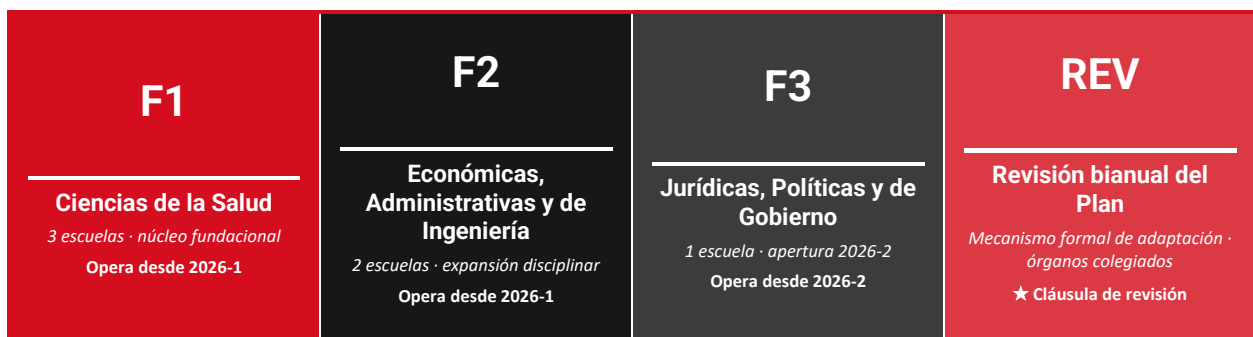 F1
Ciencias de la Salud
3 escuelas · núcleo fundacional
Opera desde 2026-1
F2
Económicas,
Administrativas y de
Ingeniería
2 escuelas · expansión disciplinar
Opera desde 2026-1
F3
Jurídicas, Políticas y de
Gobierno
1 escuela · apertura 2026-2
Opera desde 2026-2
REV
Revisión bianual del
Plan
Mecanismo formal de adaptación ·
órganos colegiados
★ Cláusula de revisión